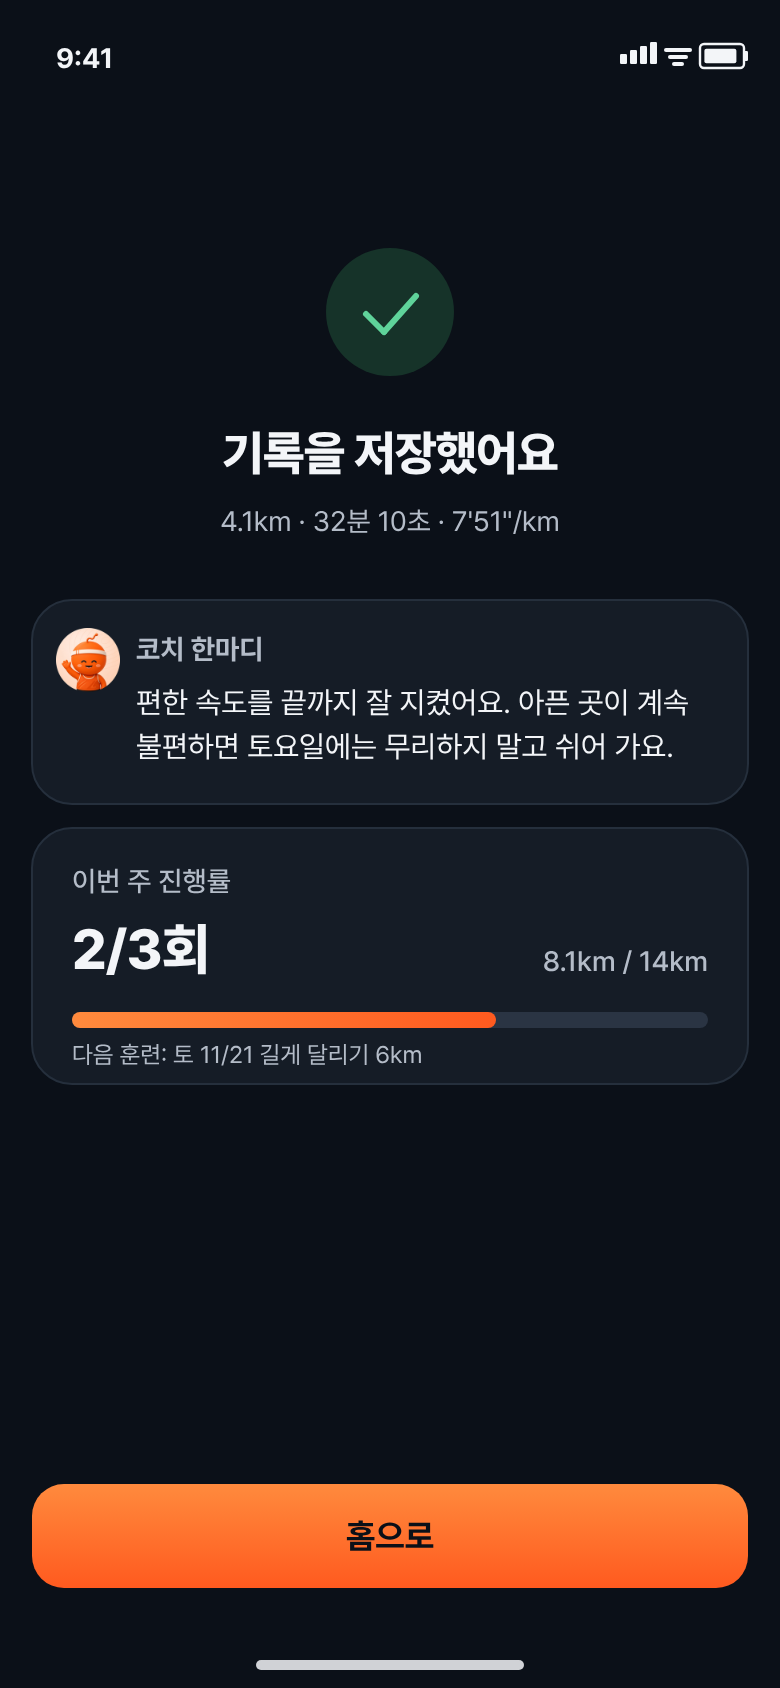 9:41
기록을 저장했어요
4.1km · 32분 10초 · 7'51"/km
코치 한마디
편한 속도를 끝까지 잘 지켰어요. 아픈 곳이 계속
불편하면 토요일에는 무리하지 말고 쉬어 가요.
이번 주 진행률
2/3회
8.1km / 14km
다음 훈련: 토 11/21 길게 달리기 6km
홈으로